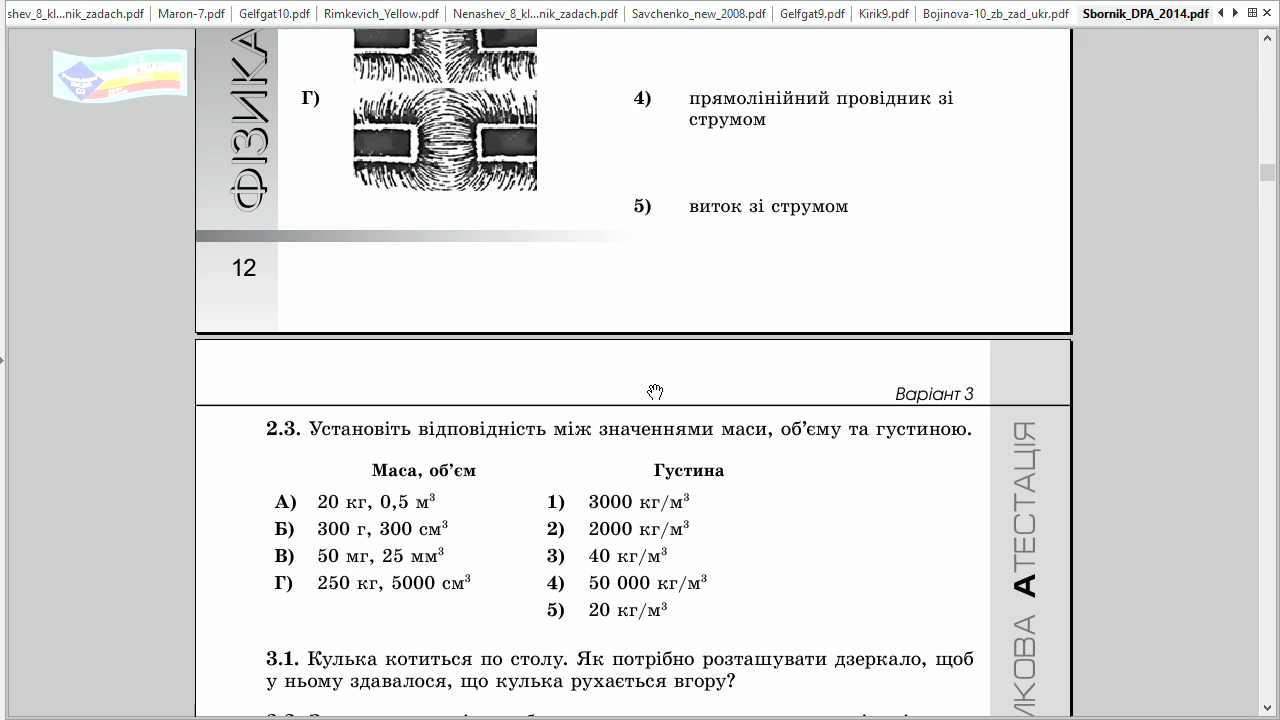 shev_8_kl...nik_zadach.pdf Maron-7.pdf Gelfgat10.pdf Rimkevich_Yellow.pdf Nenashev_8_kl...nik_zadach.pdf Savchenko_new_2008.pdf Gelfgat9.pdf Kirik9.pdf Bojinova-10_zb_zad_ukr.pdf Sbornik_DPA_2014.pdf
ФІЗИКА
Г)
4) прямолінійний провідник зі
струмом
5) виток зі струмом
12
Варіант 3
2.3. Установіть відповідність між значеннями маси, об’єму та густиною.
Маса, об’єм Густина
А) 20 кг, 0,5 м³ 1) 3000 кг/м³
Б) 300 г, 300 см³ 2) 2000 кг/м³
В) 50 мг, 25 мм³ 3) 40 кг/м³
Г) 250 кг, 5000 см³ 4) 50 000 кг/м³
5) 20 кг/м³
3.1. Кулька котиться по столу. Як потрібно розташувати дзеркало, щоб
у ньому здавалося, що кулька рухається вгору?
КОВА АТЕСТАЦІЯ